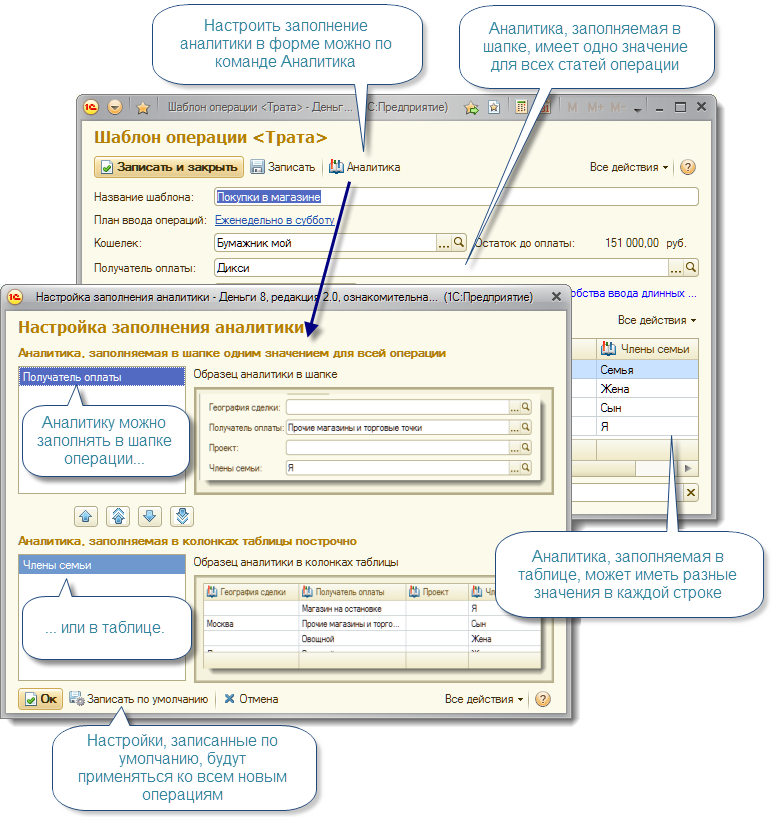 Настроить заполнение
аналитики в форме можно по
команде Аналитика
Аналитика, заполняемая в
шапке, имеет одно значение
для всех статей операции
Шаблон операции <Трата> - Деньг... (1С:Предприятие)
M M+ M-
Шаблон операции <Трата>
Записать и закрыть Записать Аналитика Все действия ?
Название шаблона: Покупки в магазине
План ввода операций: Еженедельно в субботу
Кошелек: Бумажник мой ... Остаток до оплаты: 151 000,00 руб.
Получатель оплаты: Дикси ...
обства ввода длинных ...
Все действия
Члены семьи
Семья
Жена
Сын
Я
Настройка заполнения аналитики - Деньги 8, редакция 2.0, ознакомительна... (1С:Предприятие)
Настройка заполнения аналитики
Аналитика, заполняемая в шапке одним значением для всей операции
Получатель оплаты
Образец аналитики в шапке
География сделки: ...
Получатель оплаты: Прочие магазины и торговые точки ...
Проект: ...
Члены семьи: Я ...
Аналитику можно
заполнять в шапке
операции...
Аналитика, заполняемая в колонках таблицы построчно
Члены семьи
Образец аналитики в колонках таблицы
География сделки Получатель оплаты Проект
Магазин на остановке Я
Москва Прочие магазины и торго... Сын
Овощной Жена
... или в таблице.
Аналитика, заполняемая в
таблице, может иметь разные
значения в каждой строке
Ок Записать по умолчанию Отмена Все действия ?
Настройки, записанные по
умолчанию, будут
применяться ко всем новым
операциям